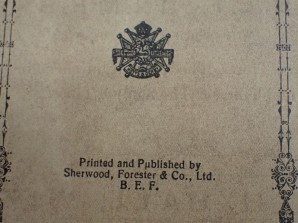 Printed and Published by
Sherwood, Forester & Co., Ltd.
B. E. F.